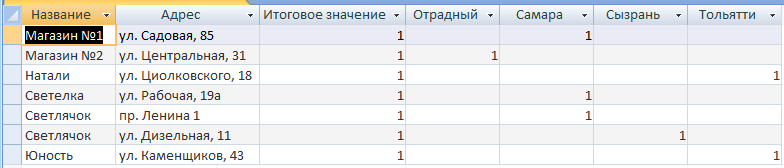 Название Адрес Итоговое значение Отрадный Самара Сызрань Тольятти
Магазин №1 ул. Садовая, 85 1 1
Магазин №2 ул. Центральная, 31 1 1
Натали ул. Циолковского, 18 1 1
Светелка ул. Рабочая, 19а 1 1
Светлячок пр. Ленина 1 1 1
Светлячок ул. Дизельная, 11 1 1
Юность ул. Каменщиков, 43 1 1